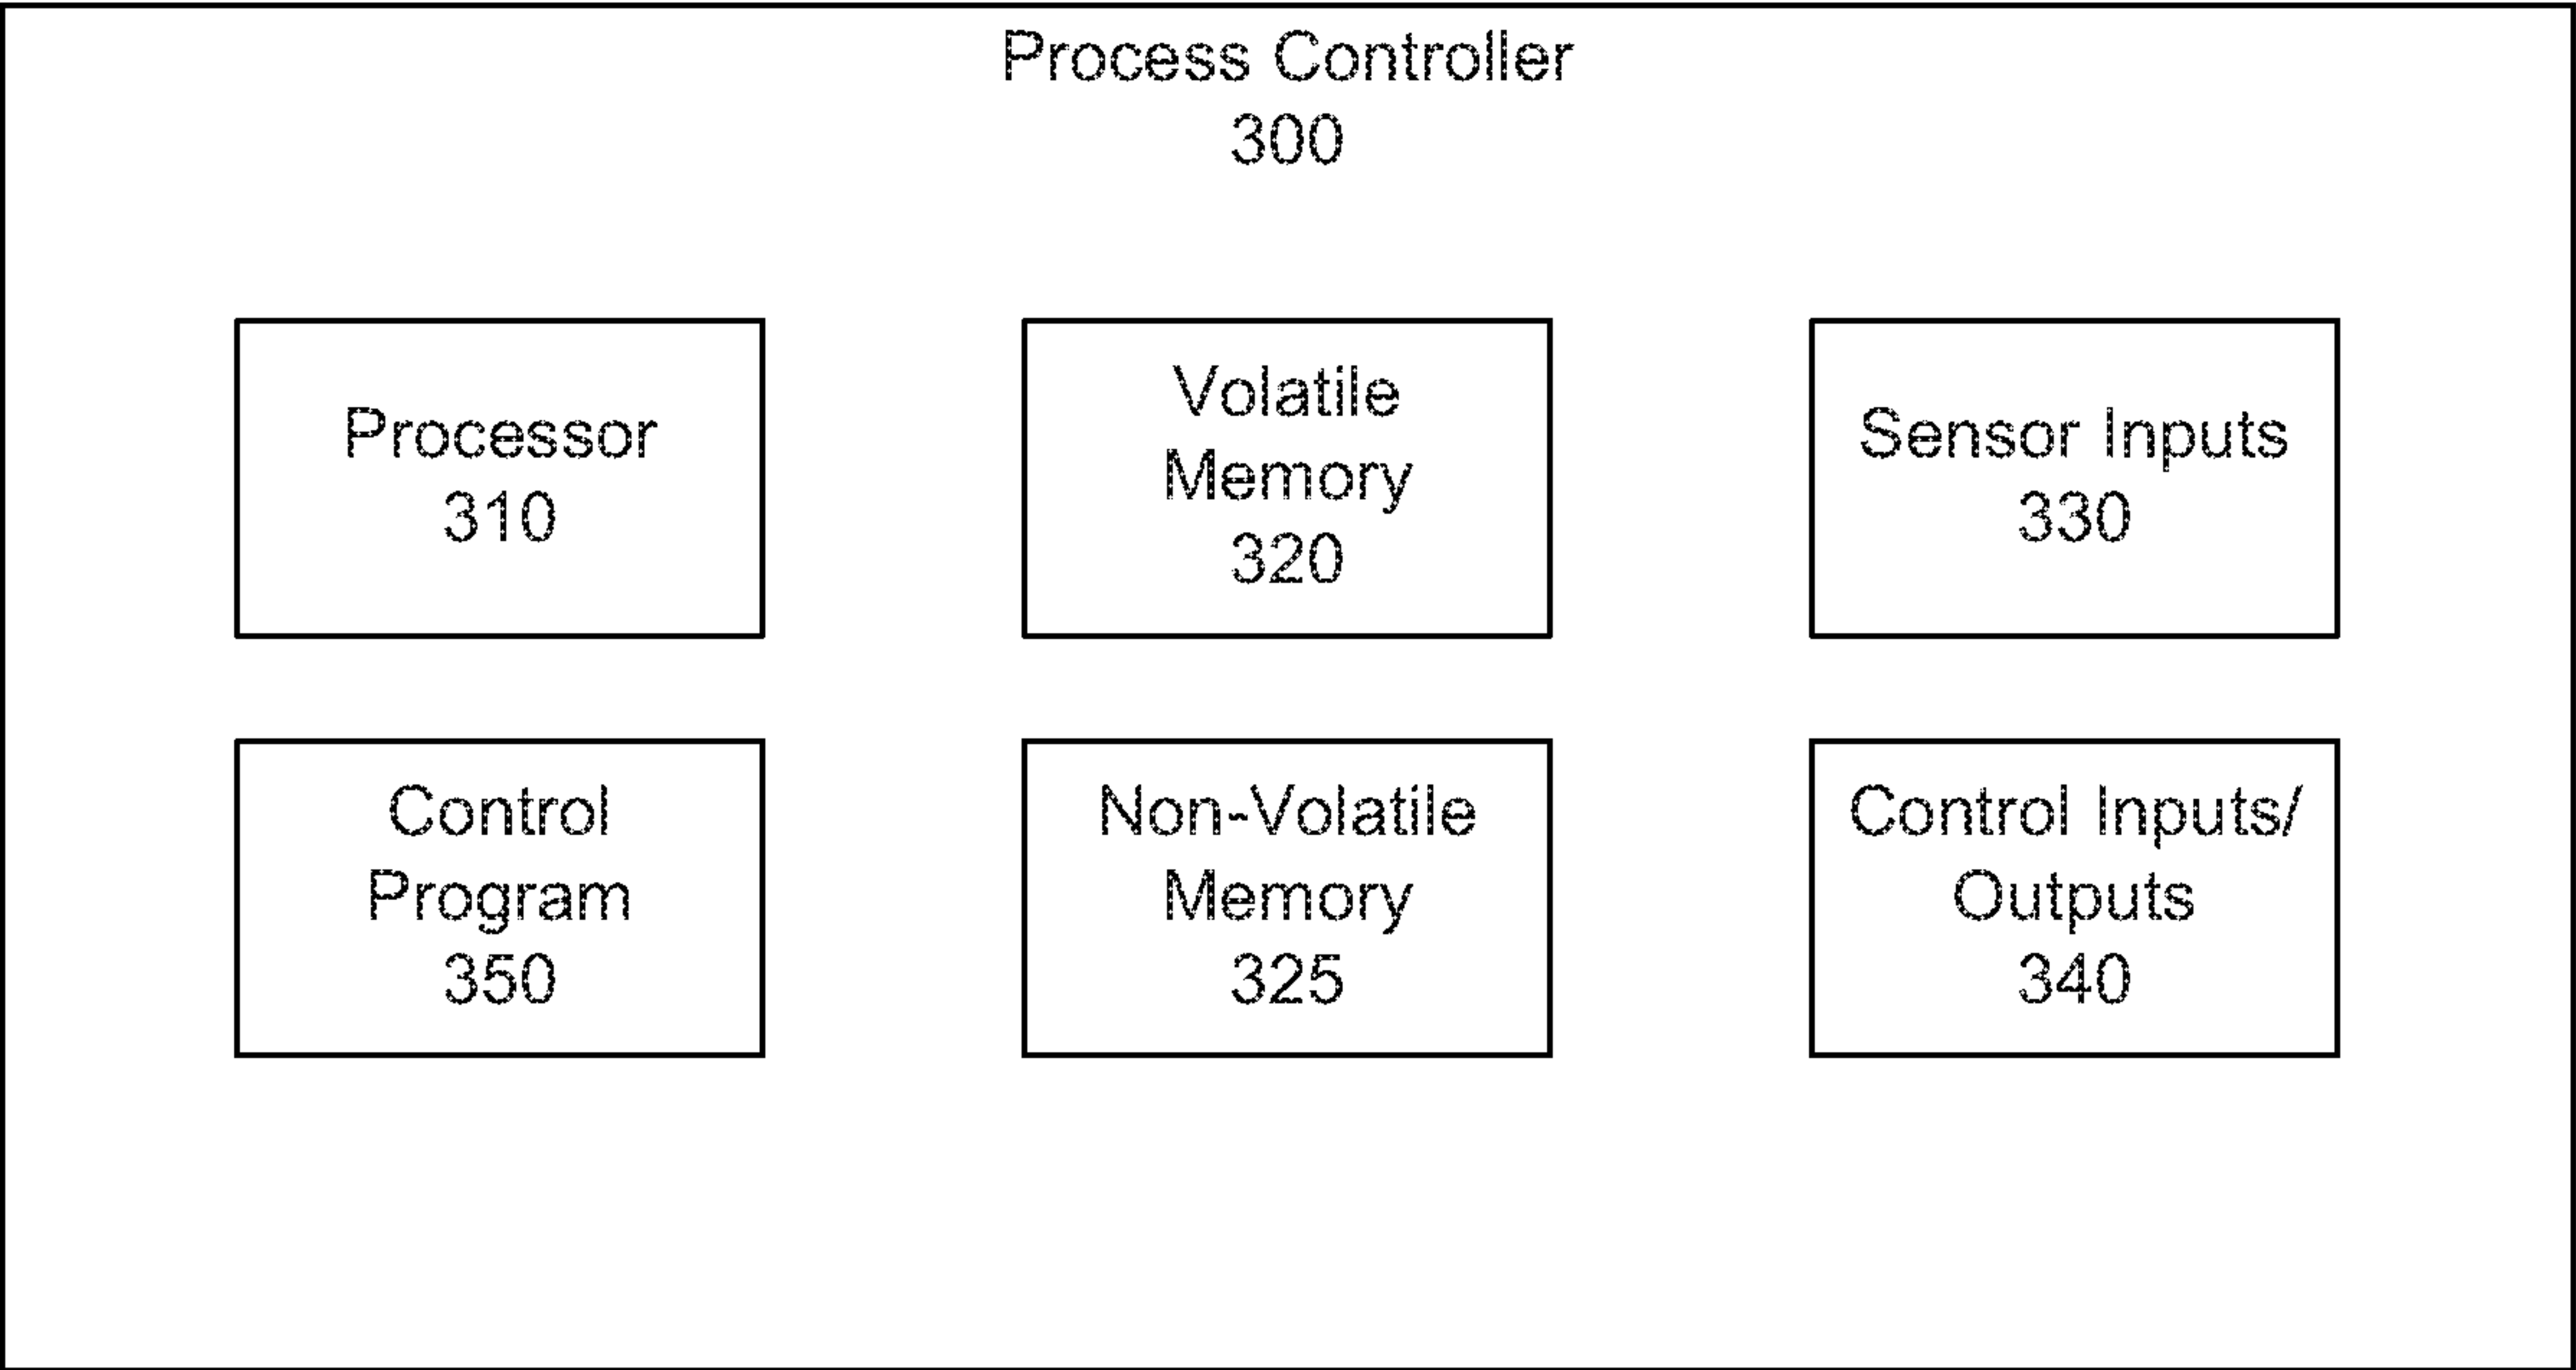 Process Controller
300
Processor
310
Volatile
Memory
320
Sensor Inputs
330
Control
Program
350
Non-Volatile
Memory
325
Control Inputs/
Outputs
340